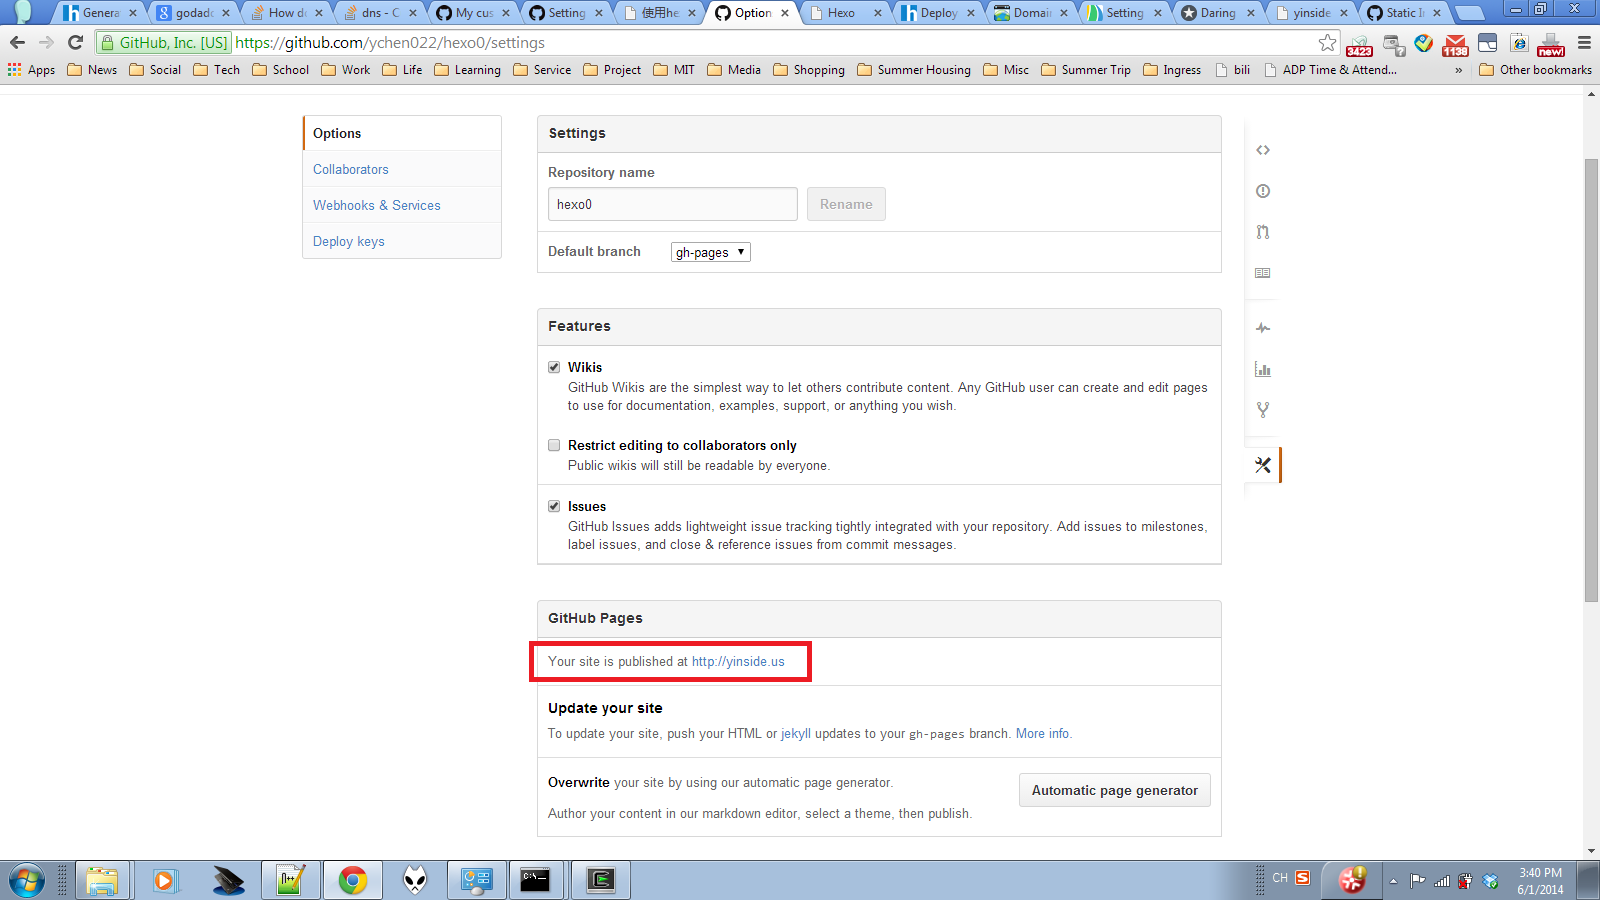 Genera
godado
How do
dns - C
My cus
Setting
使用he
Option
Hexo
Deploy
Domai
Setting
Daring
yinside
Static I
GitHub, Inc. [US]
https://github.com/ychen022/hexo0/settings
3423
1138
new!
Apps
News
Social
Tech
School
Work
Life
Learning
Service
Project
MIT
Media
Shopping
Summer Housing
Misc
Summer Trip
Ingress
bili
ADP Time & Attend...
»
Other bookmarks
Options
Collaborators
Webhooks & Services
Deploy keys
Settings
Repository name
hexo0
Rename
Default branch
gh-pages
Features
Wikis
GitHub Wikis are the simplest way to let others contribute content. Any GitHub user can create and edit pages
to use for documentation, examples, support, or anything you wish.
Restrict editing to collaborators only
Public wikis will still be readable by everyone.
Issues
GitHub Issues adds lightweight issue tracking tightly integrated with your repository. Add issues to milestones,
label issues, and close & reference issues from commit messages.
GitHub Pages
Your site is published at http://yinside.us
Update your site
To update your site, push your HTML or jekyll updates to your gh-pages branch. More info.
Overwrite your site by using our automatic page generator.
Automatic page generator
Author your content in our markdown editor, select a theme, then publish.
CH
3:40 PM
6/1/2014